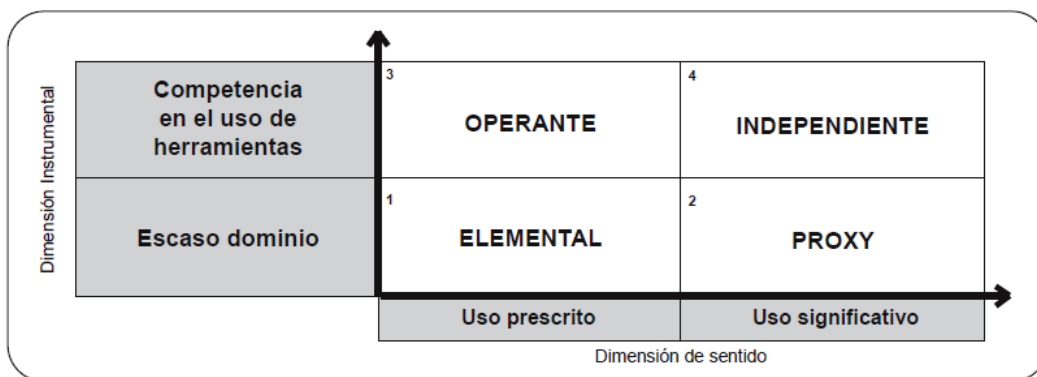 Dimensión Instrumental
Competencia
en el uso de
herramientas
3
OPERANTE
4
INDEPENDIENTE
Escaso dominio
1
ELEMENTAL
2
PROXY
Uso prescrito
Uso significativo
Dimensión de sentido